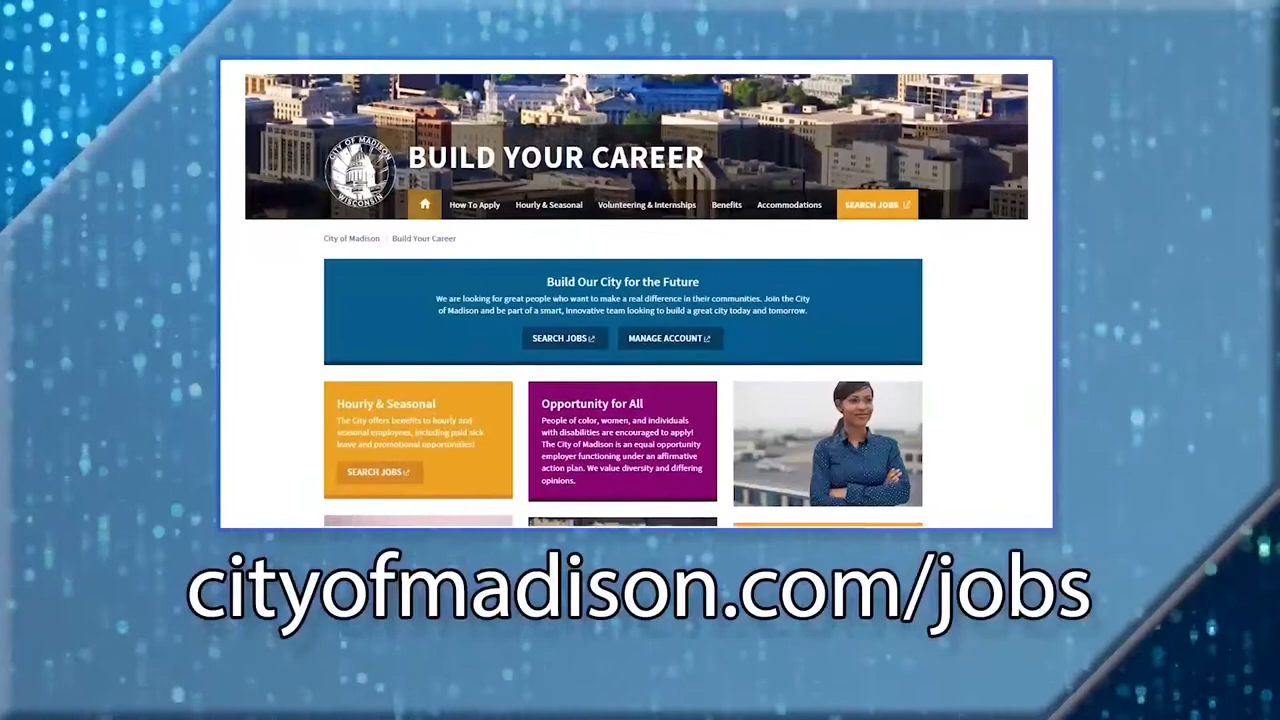 CITY OF MADISON
WISCONSIN
BUILD YOUR CAREER
How To Apply Hourly & Seasonal Volunteering & Internships Benefits Accommodations SEARCH JOBS
City of Madison / Build Your Career
Build Our City for the Future
We are looking for great people who want to make a real difference in their communities. Join the City
of Madison and be part of a smart, innovative team looking to build a great city today and tomorrow.
SEARCH JOBS MANAGE ACCOUNT
Hourly & Seasonal
The City offers benefits to hourly and
seasonal employees, including paid sick
leave and promotional opportunities!
SEARCH JOBS
Opportunity for All
People of color, women, and individuals
with disabilities are encouraged to apply!
The City of Madison is an equal opportunity
employer functioning under an affirmative
action plan. We value diversity and differing
opinions.
cityofmadison.com/jobs